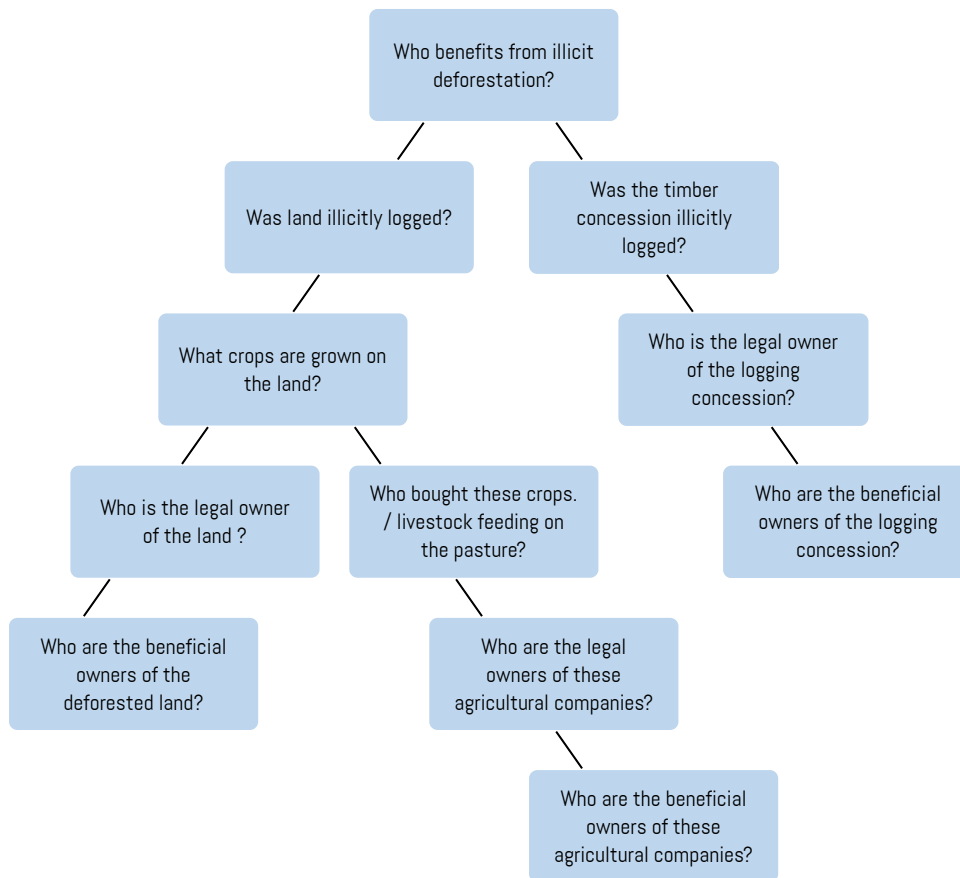 Who benefits from illicit
deforestation?
Was land illicitly logged?
Was the timber
concession illicitly
logged?
What crops are grown on
the land?
Who is the legal owner
of the logging
concession?
Who is the legal owner
of the land ?
Who bought these crops.
/ livestock feeding on
the pasture?
Who are the beneficial
owners of the logging
concession?
Who are the beneficial
owners of the
deforested land?
Who are the legal
owners of these
agricultural companies?
Who are the beneficial
owners of these
agricultural companies?